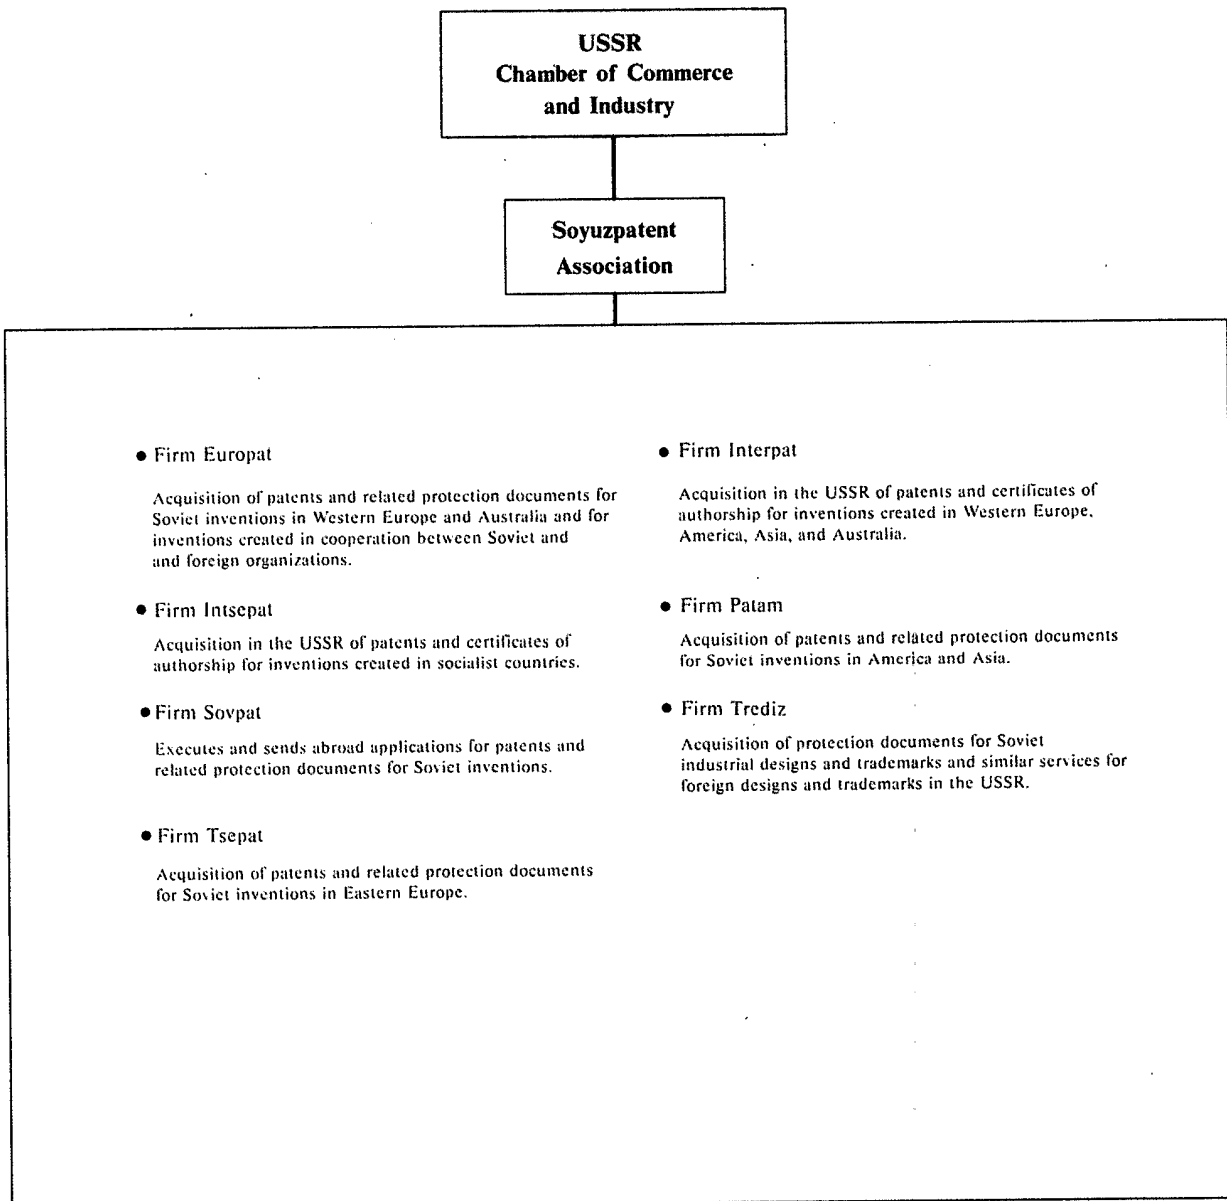 USSR
Chamber of Commerce
and Industry
Soyuzpatent
Association
● Firm Europat
Acquisition of patents and related protection documents for
Soviet inventions in Western Europe and Australia and for
inventions created in cooperation between Soviet and
and foreign organizations.
● Firm Intsepat
Acquisition in the USSR of patents and certificates of
authorship for inventions created in socialist countries.
● Firm Sovpat
Executes and sends abroad applications for patents and
related protection documents for Soviet inventions.
● Firm Tsepat
Acquisition of patents and related protection documents
for Soviet inventions in Eastern Europe.
● Firm Interpat
Acquisition in the USSR of patents and certificates of
authorship for inventions created in Western Europe,
America, Asia, and Australia.
● Firm Patam
Acquisition of patents and related protection documents
for Soviet inventions in America and Asia.
● Firm Trediz
Acquisition of protection documents for Soviet
industrial designs and trademarks and similar services for
foreign designs and trademarks in the USSR.